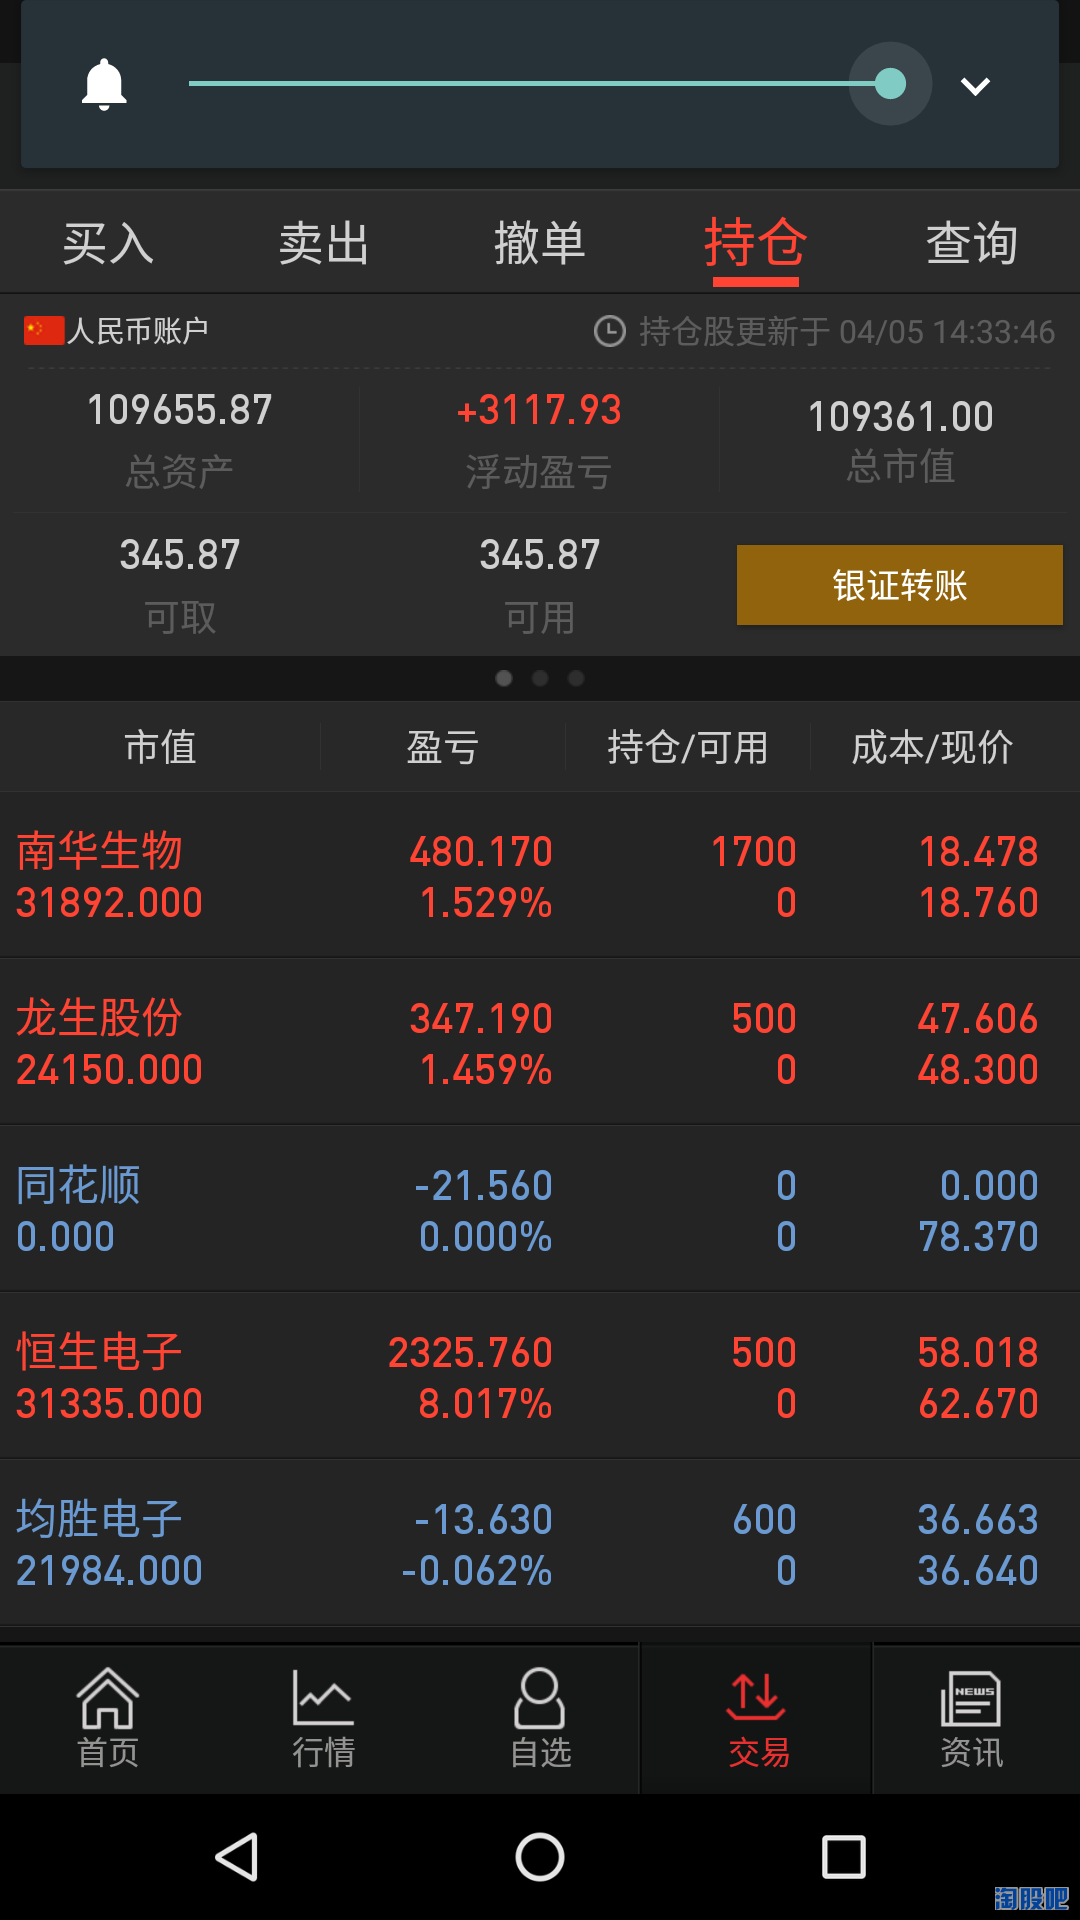 买入 卖出 撤单 持仓 查询
人民币账户 持仓股更新于 04/05 14:33:46
109655.87 +3117.93 109361.00
总资产 浮动盈亏 总市值
345.87 345.87 银证转账
可取 可用
市值 盈亏 持仓/可用 成本/现价
南华生物 480.170 1700 18.478
31892.000 1.529% 0 18.760
龙生股份 347.190 500 47.606
24150.000 1.459% 0 48.300
同花顺 -21.560 0 0.000
0.000 0.000% 0 78.370
恒生电子 2325.760 500 58.018
31335.000 8.017% 0 62.670
均胜电子 -13.630 600 36.663
21984.000 -0.062% 0 36.640
NEWS
首页 行情 自选 交易 资讯
淘股吧